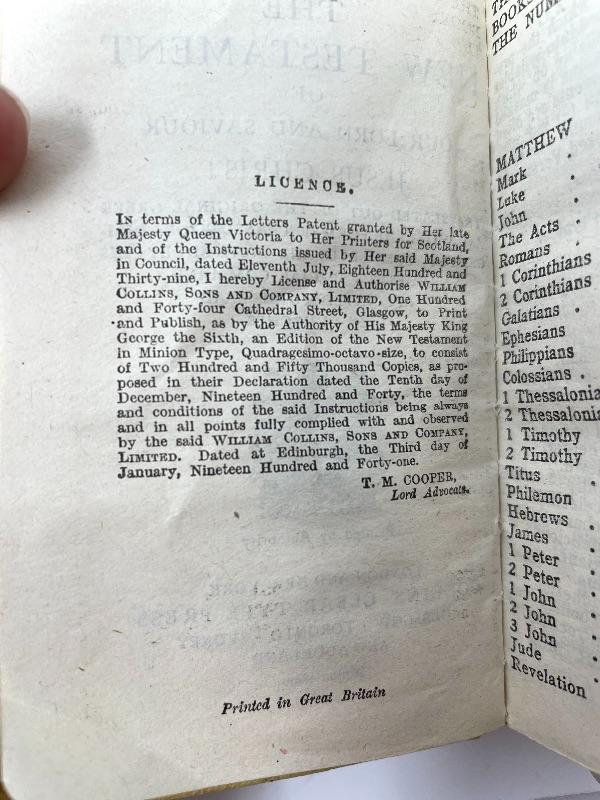 LICENCE.
IN terms of the Letters Patent granted by Her late
Majesty Queen Victoria to Her Printers for Scotland,
and of the Instructions issued by Her said Majesty
in Council, dated Eleventh July, Eighteen Hundred and
Thirty-nine, I hereby License and Authorise WILLIAM
COLLINS, SONS AND COMPANY, LIMITED, One Hundred
and Forty-four Cathedral Street, Glasgow, to Print
and Publish, as by the Authority of His Majesty King
George the Sixth, an Edition of the New Testament
in Minion Type, Quadragesimo-octavo-size, to consist
of Two Hundred and Fifty Thousand Copies, as pro-
posed in their Declaration dated the Tenth day of
December, Nineteen Hundred and Forty, the terms
and conditions of the said Instructions being always
and in all points fully complied with and observed
by the said WILLIAM COLLINS, SONS AND COMPANY,
LIMITED. Dated at Edinburgh, the Third day of
January, Nineteen Hundred and Forty-one.
T. M. COOPER,
Lord Advocate.
Printed in Great Britain
BOOKS
THE NUM
MATTHEW
Mark
Luke
John
The Acts
Romans
1 Corinthians
2 Corinthians
Galatians
Ephesians
Philippians
Colossians
1 Thessalonia
2 Thessalonia
1 Timothy
2 Timothy
Titus
Philemon
Hebrews
James
1 Peter
2 Peter
1 John
2 John
3 John
Jude
Revelation